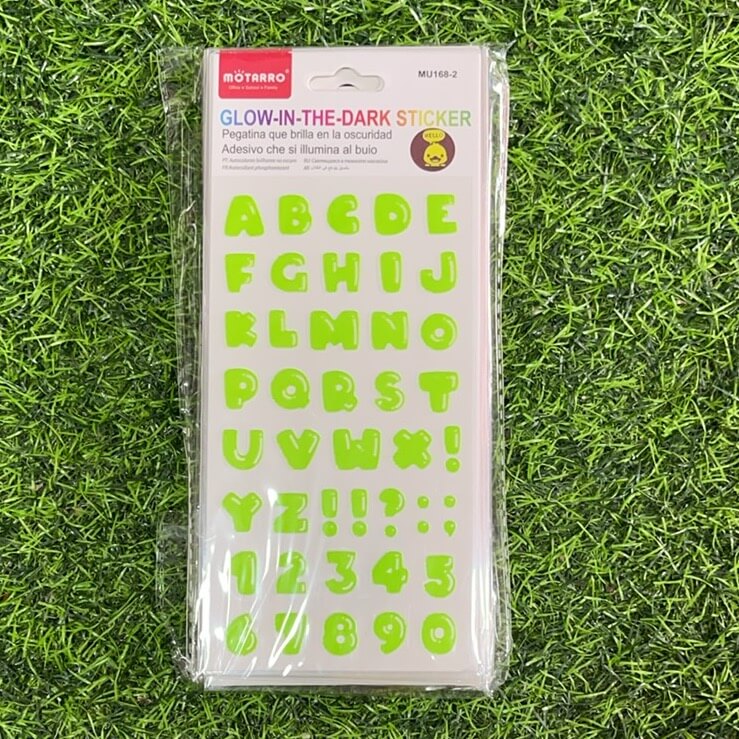 MOTARRO®
Office • School • Family
MU168-2
GLOW-IN-THE-DARK STICKER
Pegatina que brilla en la oscuridad
Adesivo che si illumina al buio
HELLO
A B C D E
F G H I J
K L M N O
P Q R S T
U V W X !
Y Z ! ! ? : ;
1 2 3 4 5
6 7 8 9 0